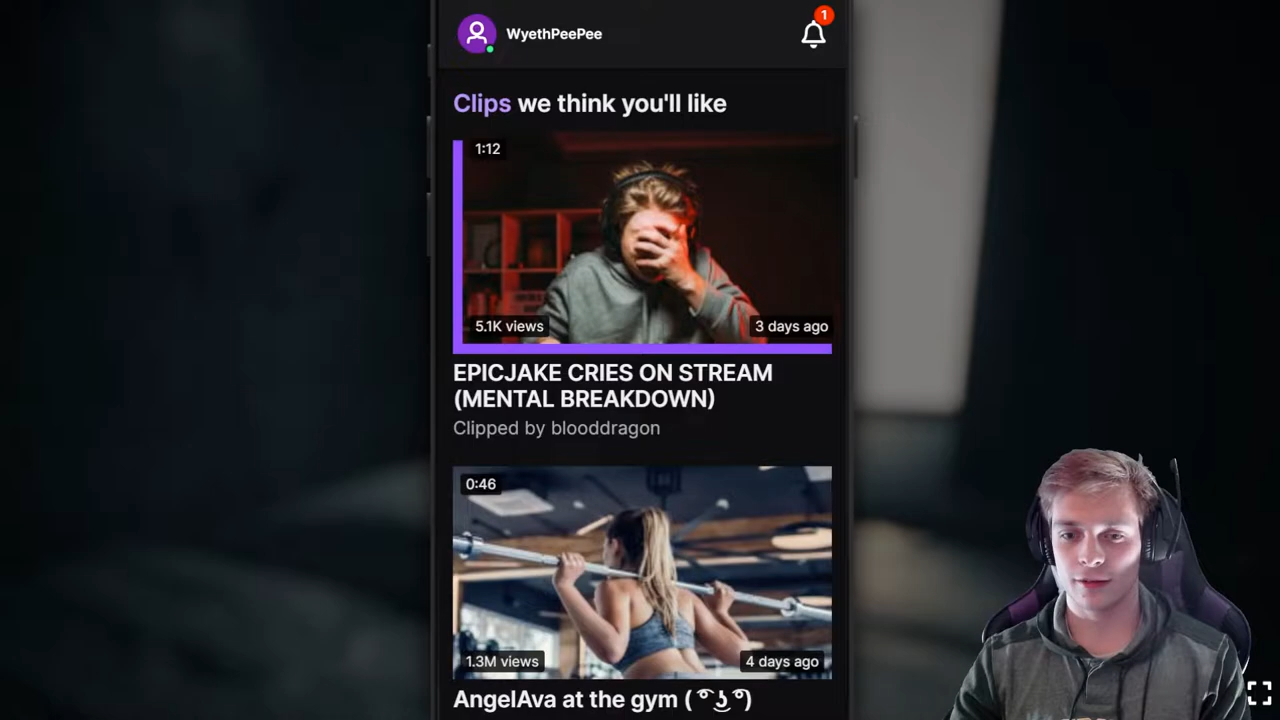 WyethPeePee
1
Clips we think you'll like
1:12
5.1K views
3 days ago
EPICJAKE CRIES ON STREAM
(MENTAL BREAKDOWN)
Clipped by blooddragon
0:46
1.3M views
4 days ago
AngelAva at the gym ( ͡° ͜ʖ ͡°)